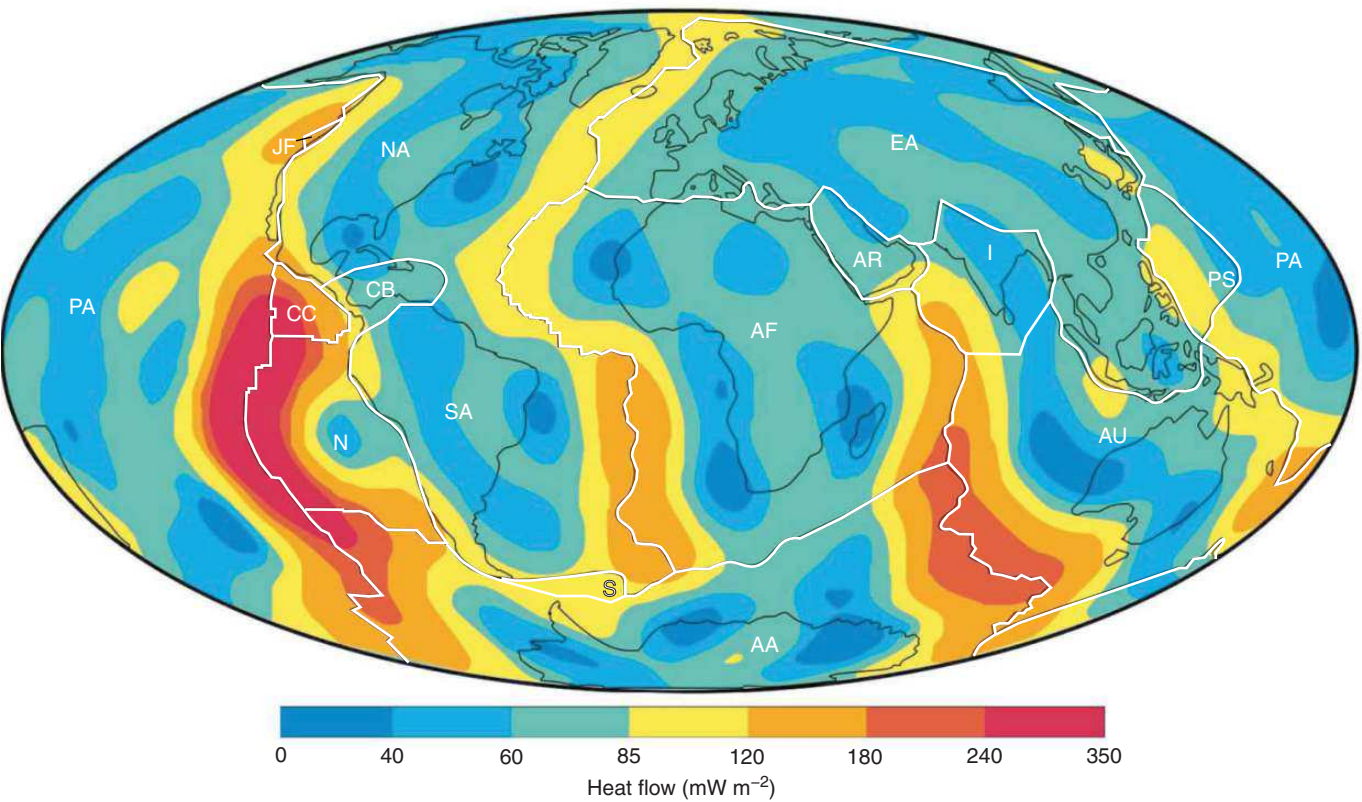 JF
NA
EA
PA
CB
CC
AR
I
PS
PA
AF
SA
N
AU
S
AA
0 40 60 85 120 180 240 350
Heat flow (mW m⁻²)